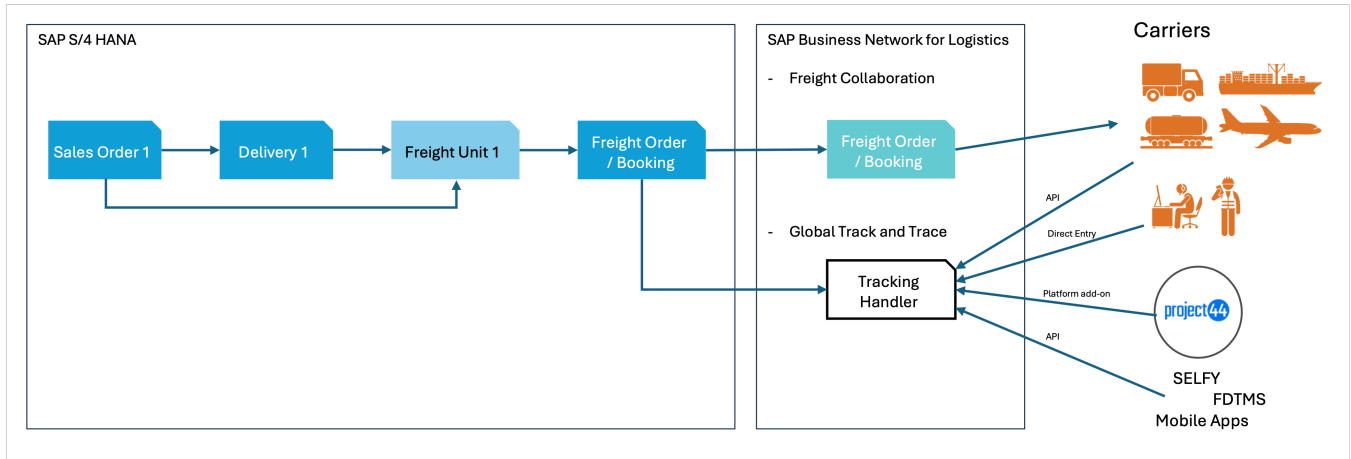 SAP S/4 HANA
SAP Business Network for Logistics
Carriers
- Freight Collaboration
Sales Order 1
Delivery 1
Freight Unit 1
Freight Order
/ Booking
Freight Order
/ Booking
API
- Global Track and Trace
Direct Entry
Tracking
Handler
Platform add-on
project44
API
SELFY
FDTMS
Mobile Apps